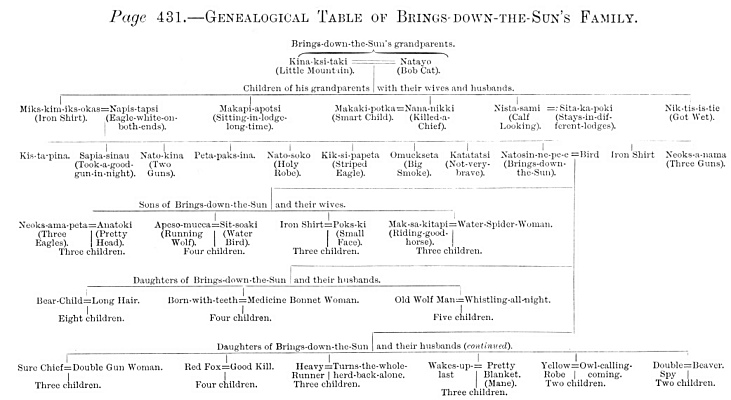 Page 431.—Genealogical Table of Brings-down-the-Sun's Family.
Brings-down-the-Sun's grandparents.
Kina-ksi-taki ═ Natayo
(Little Mountain). (Bob Cat).
Children of his grandparents with their wives and husbands.
Miks-kim-iks-okas=Napis-tapsi Makapi-apotsi Makaki-potka=Nana-nikki Nista-sami = Sita-ka-poki Nik-tis-is-tie
(Iron Shirt). (Eagle-white-on- (Sitting-in-lodge- (Smart Child). (Killed-a- (Calf (Stays-in-dif- (Got Wet).
both-ends). long-time). Chief). Looking). ferent-lodges).
Kis-ta-pina. Sapia-sinau Nato-kina Peta-paks-ina. Nato-soko Kik-si-papeta Omuckseta Katatatsi Natosin-ne-pe-e=Bird Iron Shirt Neoks-a-nama
(Took-a-good- (Two (Holy (Striped (Big (Not-very- (Brings-down- (Three Guns).
gun-in-night). Guns). Robe). Eagle). Smoke). brave). the-Sun).
Sons of Brings-down-the-Sun and their wives.
Neoks-ama-peta=Anatoki Apeso-mucca=Sit-soaki Iron Shirt=Poks-ki Mak-sa-kitapi=Water-Spider-Woman.
(Three (Pretty (Running (Water (Small (Riding-good-
Eagles). Head). Wolf). Bird). Face). horse).
Three children. Four children. Three children. Three children.
Daughters of Brings-down-the-Sun and their husbands.
Bear-Child=Long Hair. Born-with-teeth=Medicine Bonnet Woman. Old Wolf Man=Whistling-all-night.
Eight children. Four children. Five children.
Daughters of Brings-down-the-Sun and their husbands (continued).
Sure Chief=Double Gun Woman. Red Fox=Good Kill. Heavy=Turns-the-whole- Wakes-up= Pretty Yellow=Owl-calling- Double=Beaver.
Runner herd-back-alone. last Blanket. Robe coming. Spy
Three children. Four children. Three children. (Mane). Two children. Two children.
Three children.